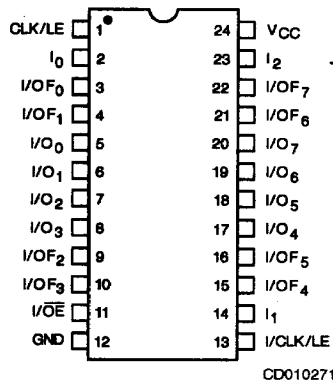 CLK/LE 1 24 VCC
I0 2 23 I2
I/OF0 3 22 I/OF7
I/OF1 4 21 I/OF6
I/O0 5 20 I/O7
I/O1 6 19 I/O6
I/O2 7 18 I/O5
I/O3 8 17 I/O4
I/OF2 9 16 I/OF5
I/OF3 10 15 I/OF4
I/O̅E̅ 11 14 I1
GND 12 13 I/CLK/LE
CD010271